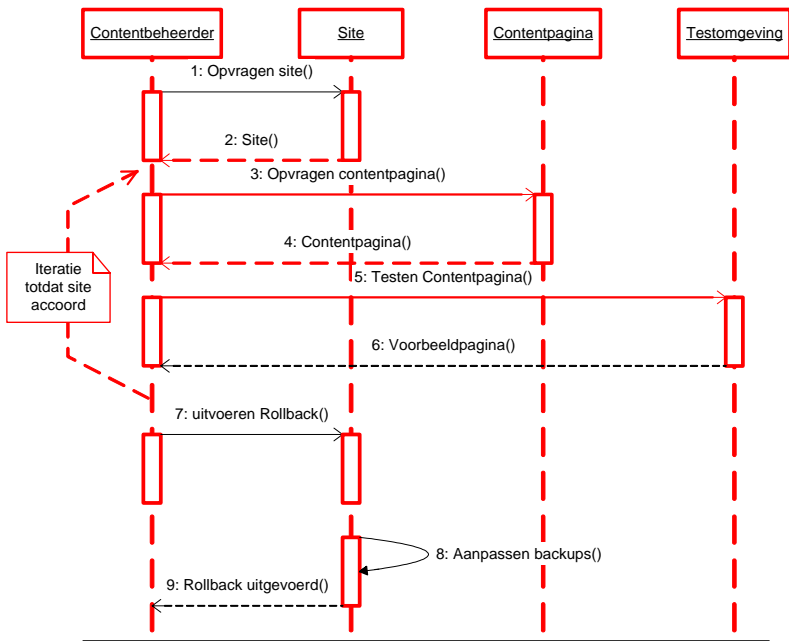 Contentbeheerder
Site
Contentpagina
Testomgeving
1: Opvragen site()
2: Site()
3: Opvragen contentpagina()
4: Contentpagina()
Iteratie
totdat site
accoord
5: Testen Contentpagina()
6: Voorbeeldpagina()
7: uitvoeren Rollback()
8: Aanpassen backups()
9: Rollback uitgevoerd()